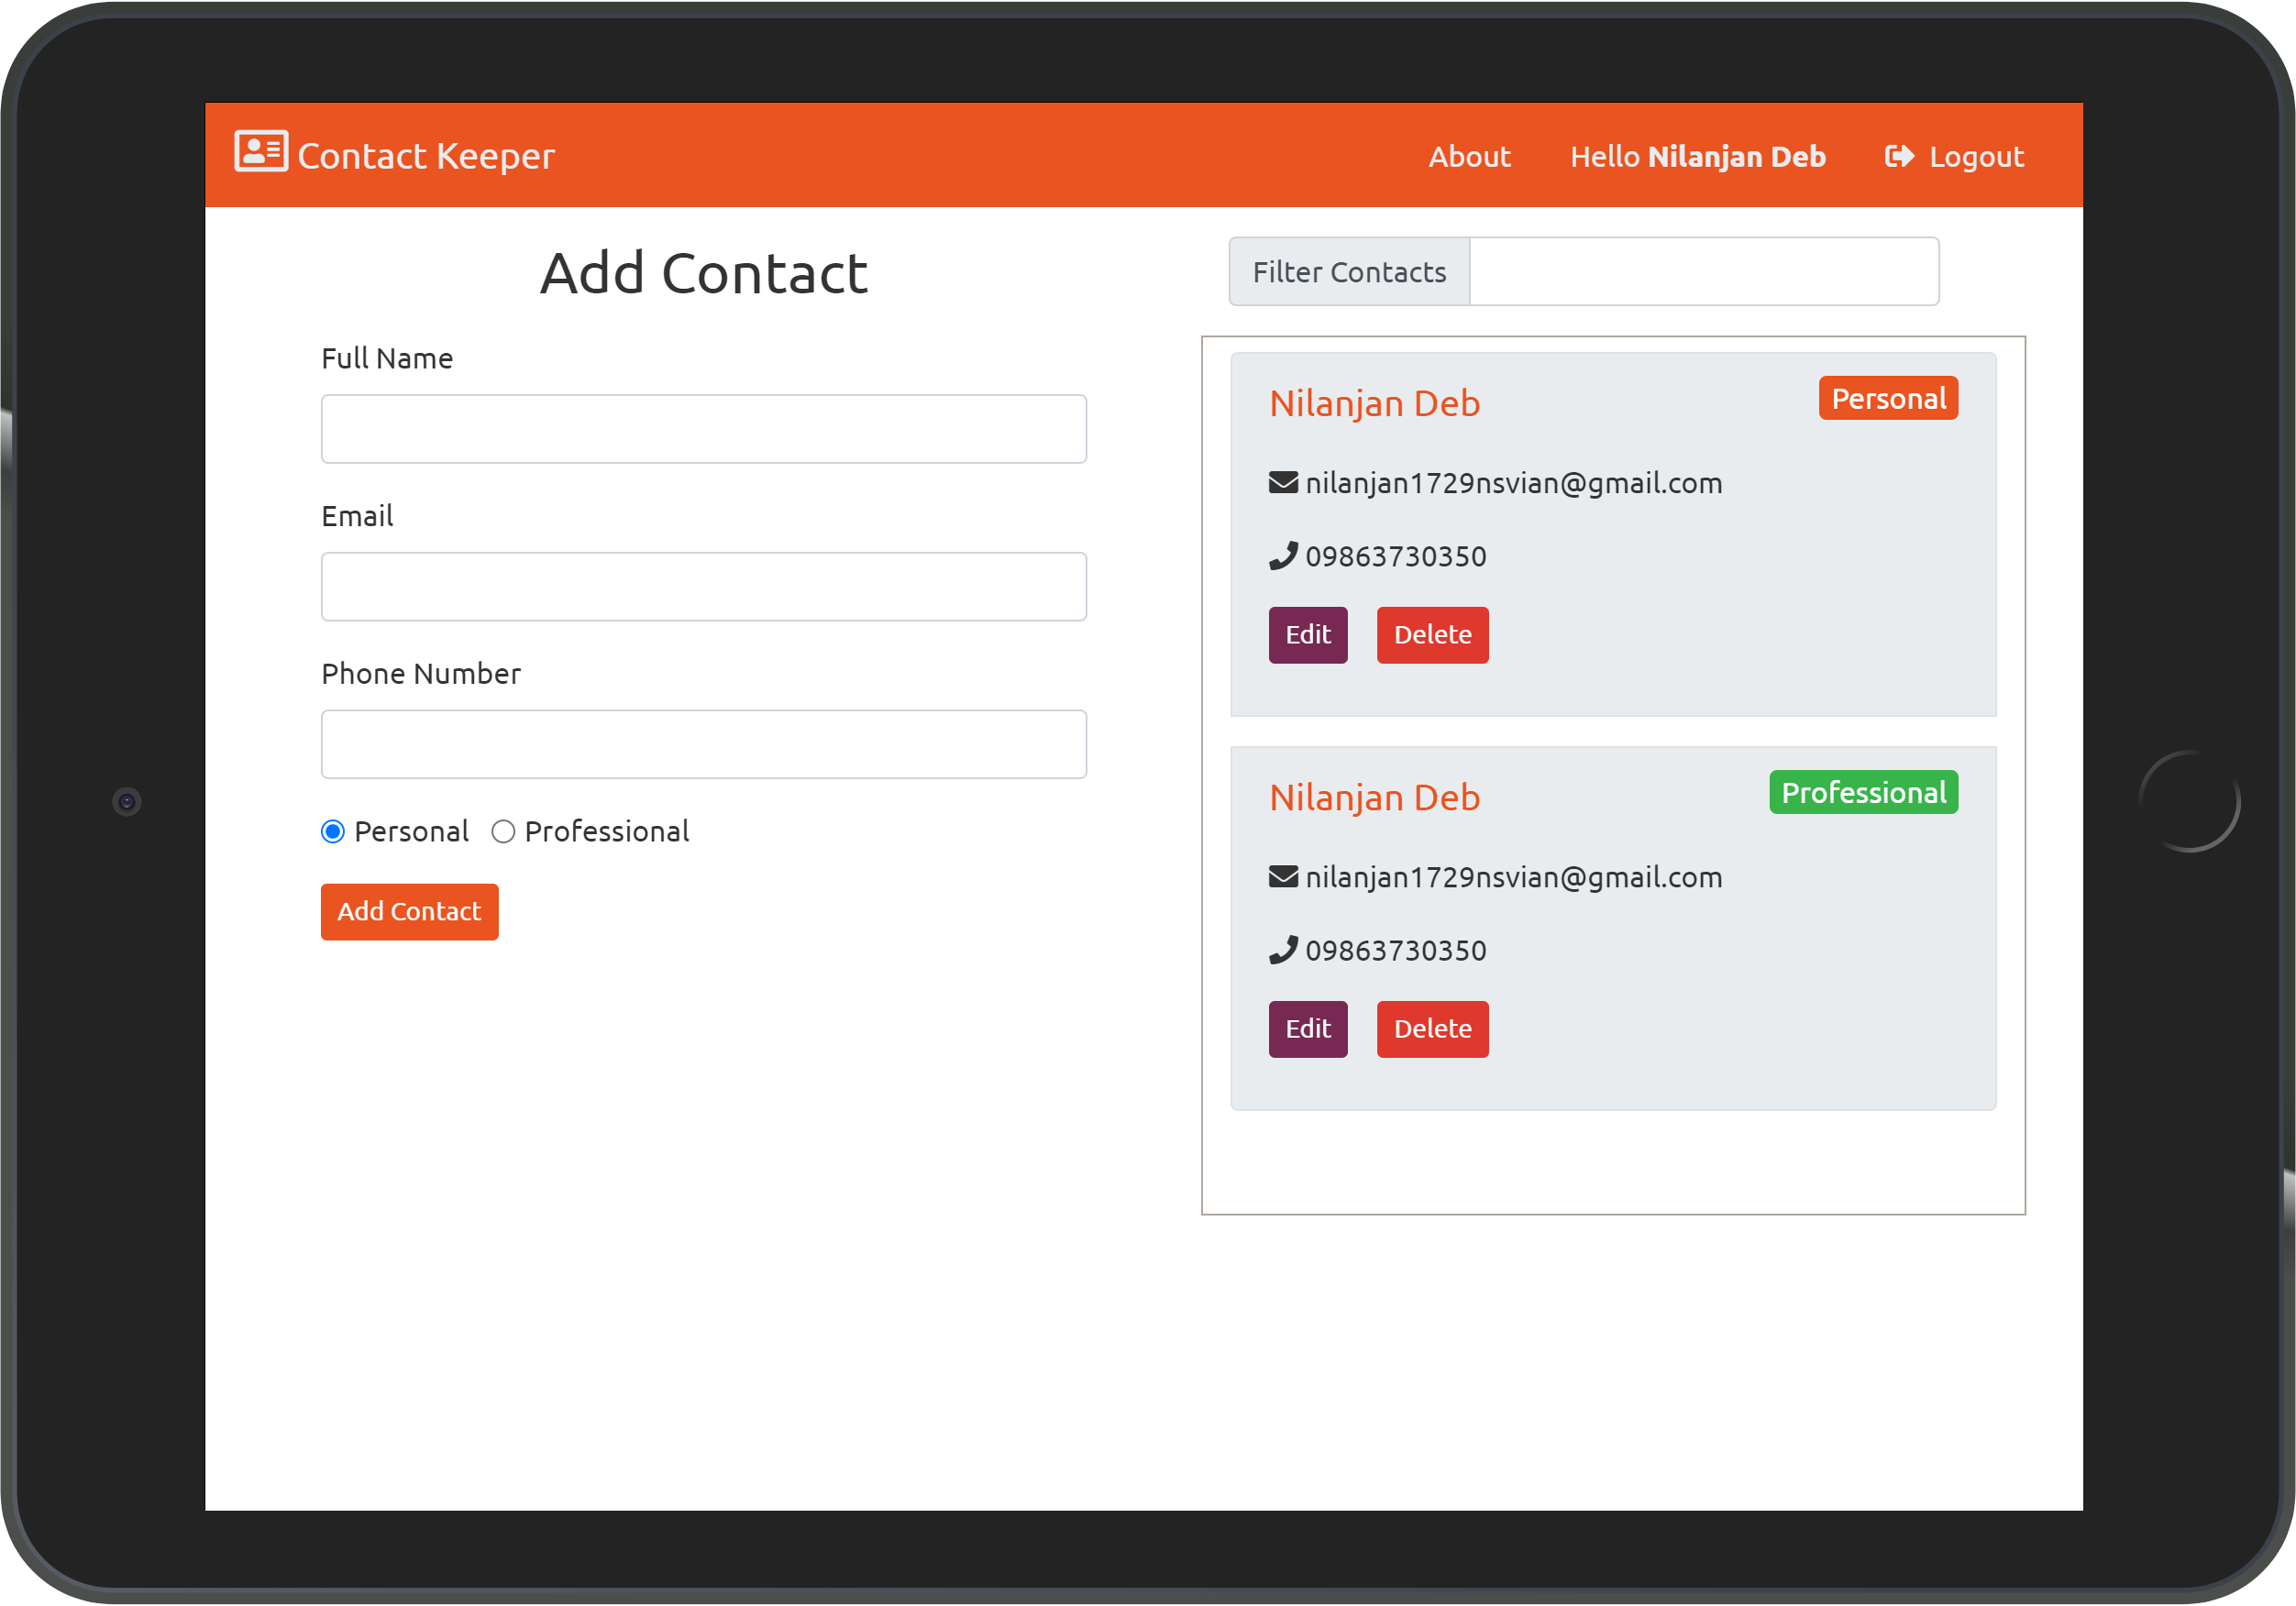 Contact Keeper
About Hello Nilanjan Deb Logout
Add Contact
Full Name
Email
Phone Number
Personal Professional
Add Contact
Filter Contacts
Nilanjan Deb Personal
nilanjan1729nsvian@gmail.com
09863730350
Edit Delete
Nilanjan Deb Professional
nilanjan1729nsvian@gmail.com
09863730350
Edit Delete